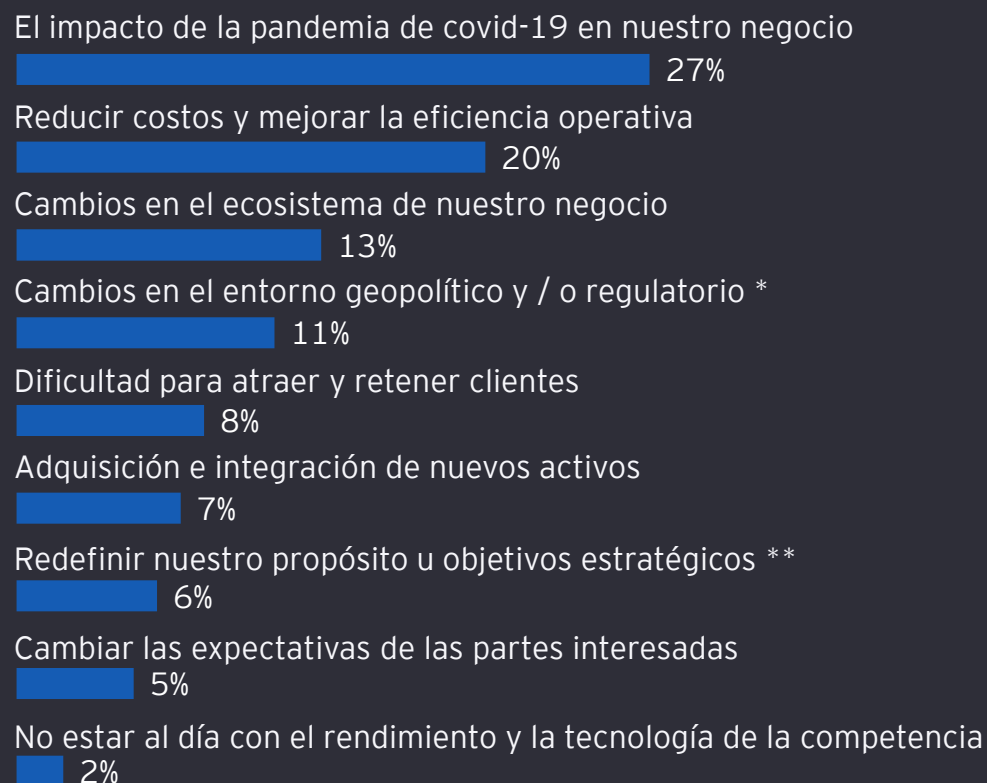 El impacto de la pandemia de covid-19 en nuestro negocio
27%
Reducir costos y mejorar la eficiencia operativa
20%
Cambios en el ecosistema de nuestro negocio
13%
Cambios en el entorno geopolítico y / o regulatorio *
11%
Dificultad para atraer y retener clientes
8%
Adquisición e integración de nuevos activos
7%
Redefinir nuestro propósito u objetivos estratégicos **
6%
Cambiar las expectativas de las partes interesadas
5%
No estar al día con el rendimiento y la tecnología de la competencia
2%